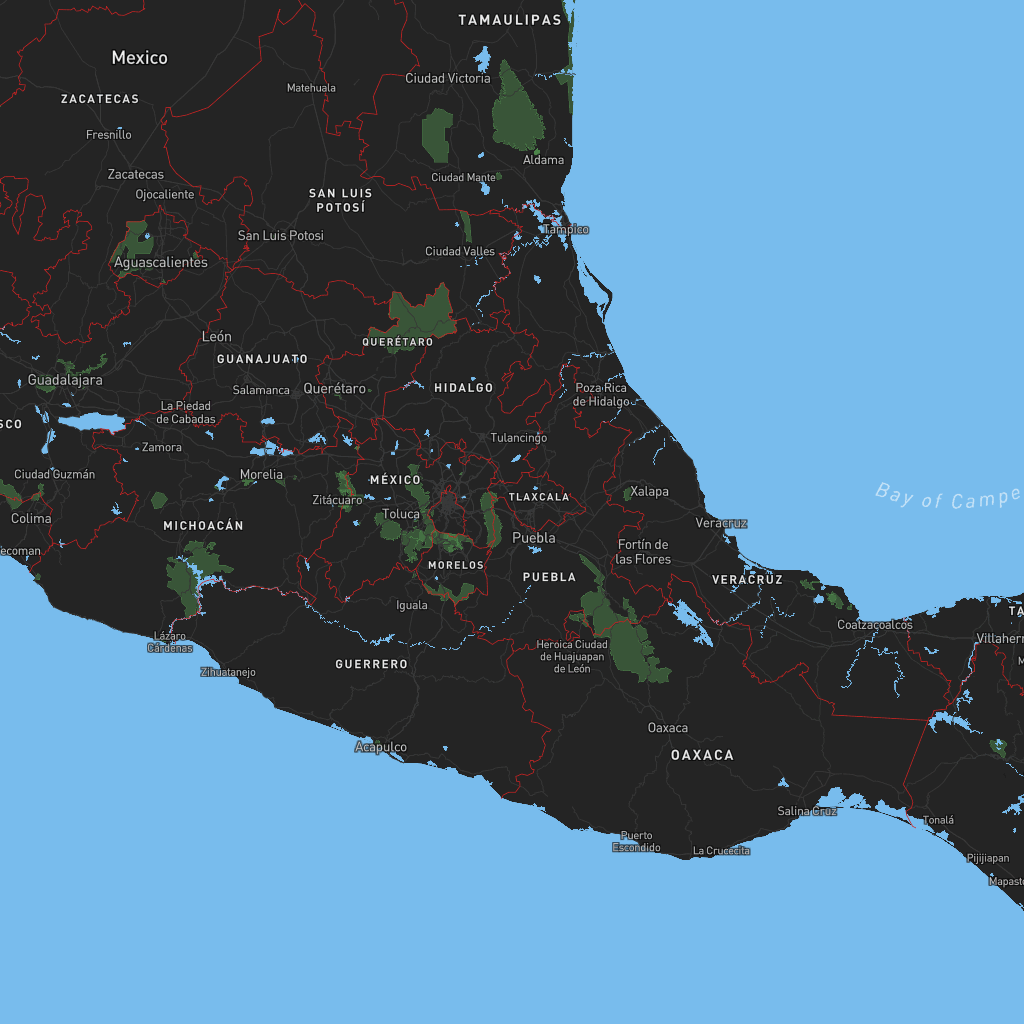 TAMAULIPAS
Mexico
Ciudad Victoria
Matehuala
ZACATECAS
Fresnillo
Aldama
Zacatecas
Ciudad Mante
Ojocaliente
SAN LUIS
POTOSÍ
Tampico
San Luis Potosi
Ciudad Valles
Aguascalientes
León
QUERÉTARO
GUANAJUATO
Guadalajara
Salamanca
Querétaro
HIDALGO
Poza Rica
de Hidalgo
La Piedad
de Cabadas
SCO
Tulancingo
Zamora
Ciudad Guzmán
Morelia
MÉXICO
Zitácuaro
TLAXCALA
Xalapa
Bay of Campe
Colima
Toluca
MICHOACÁN
Veracruz
Puebla
Fortín de
las Flores
ecoman
MORELOS
PUEBLA
VERACRUZ
Iguala
TA
Coatzacoalcos
Lázaro
Cárdenas
Heroica Ciudad
de Huajuapan
de León
Villaherm
GUERRERO
M
Zihuatanejo
Oaxaca
Acapulco
OAXACA
Salina Cruz
Tonalá
Puerto
Escondido
La Crucecita
Pijijiapan
Mapasto